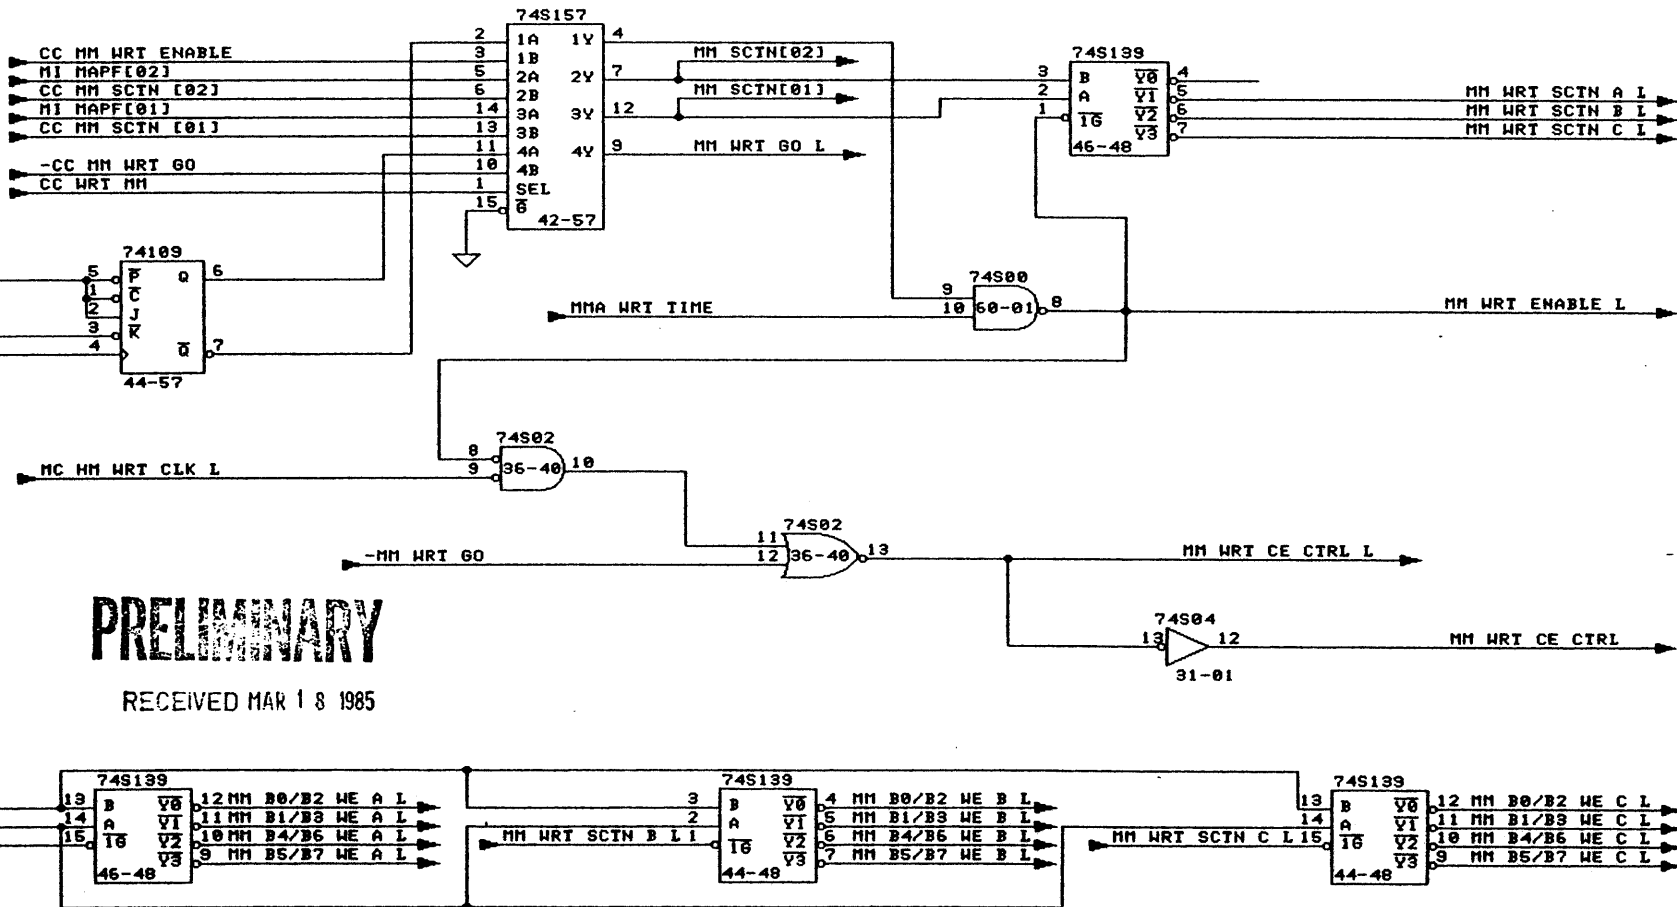 74S157
CC MM WRT ENABLE 2 1A 1Y 4
MI MAPF[02] 3 1B
CC MM SCTN [02] 5 2A 2Y 7 MM SCTN[02]
MI MAPF[01] 6 2B
CC MM SCTN [01] 14 3A 3Y 12 MM SCTN[01]
13 3B
-CC MM WRT GO 11 4A 4Y 9 MM WRT GO L
CC WRT MM 10 4B
1 SEL
15 G
42-57
74S139
3 B Y0 4
2 A Y1 5 MM WRT SCTN A L
1 1G Y2 6 MM WRT SCTN B L
Y3 7 MM WRT SCTN C L
46-48
74109
5 P Q 6
1 C
2 J
3 K
4 Q 7
44-57
74S00
9
MMA WRT TIME 10 60-01 8 MM WRT ENABLE L
74S02
8
MC HM WRT CLK L 9 36-40 10
74S02
11
-MM WRT GO 12 36-40 13 MM WRT CE CTRL L
74S04
13 12 MM WRT CE CTRL
31-01
PRELIMINARY
RECEIVED MAR 18 1985
74S139
13 B Y0 12 MM B0/B2 WE A L
14 A Y1 11 MM B1/B3 WE A L
15 1G Y2 10 MM B4/B6 WE A L
Y3 9 MM B5/B7 WE A L
46-48
74S139
3 B Y0 4 MM B0/B2 WE B L
2 A Y1 5 MM B1/B3 WE B L
MM WRT SCTN B L 1 1G Y2 6 MM B4/B6 WE B L
Y3 7 MM B5/B7 WE B L
44-48
74S139
13 B Y0 12 MM B0/B2 WE C L
14 A Y1 11 MM B1/B3 WE C L
MM WRT SCTN C L 15 1G Y2 10 MM B4/B6 WE C L
Y3 9 MM B5/B7 WE C L
44-48